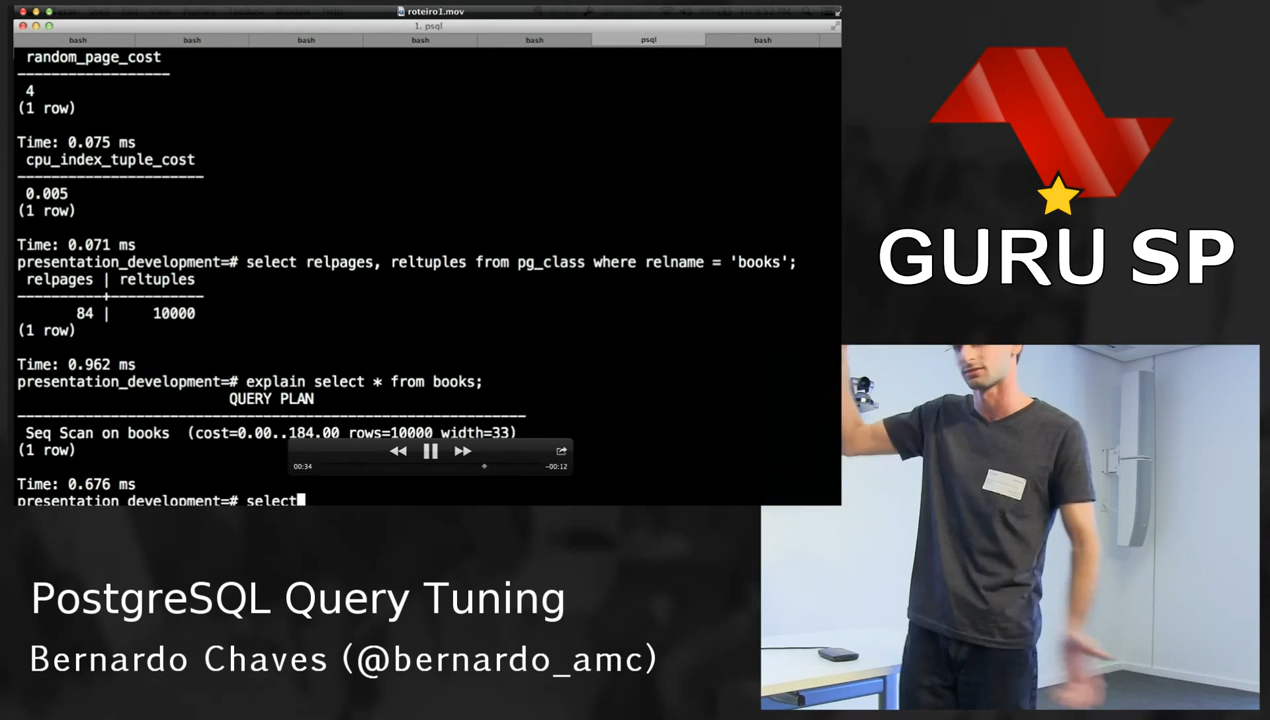 roteiro1.mov
1. psql
bash bash bash bash bash psql bash
random_page_cost
4
(1 row)
Time: 0.075 ms
cpu_index_tuple_cost
0.005
(1 row)
Time: 0.071 ms
presentation_development=# select relpages, reltuples from pg_class where relname = 'books';
relpages | reltuples
84 | 10000
(1 row)
Time: 0.962 ms
presentation_development=# explain select * from books;
QUERY PLAN
Seq Scan on books (cost=0.00..184.00 rows=10000 width=33)
(1 row)
00:34 -00:12
Time: 0.676 ms
presentation_development=# select
GURU SP
PostgreSQL Query Tuning
Bernardo Chaves (@bernardo_amc)